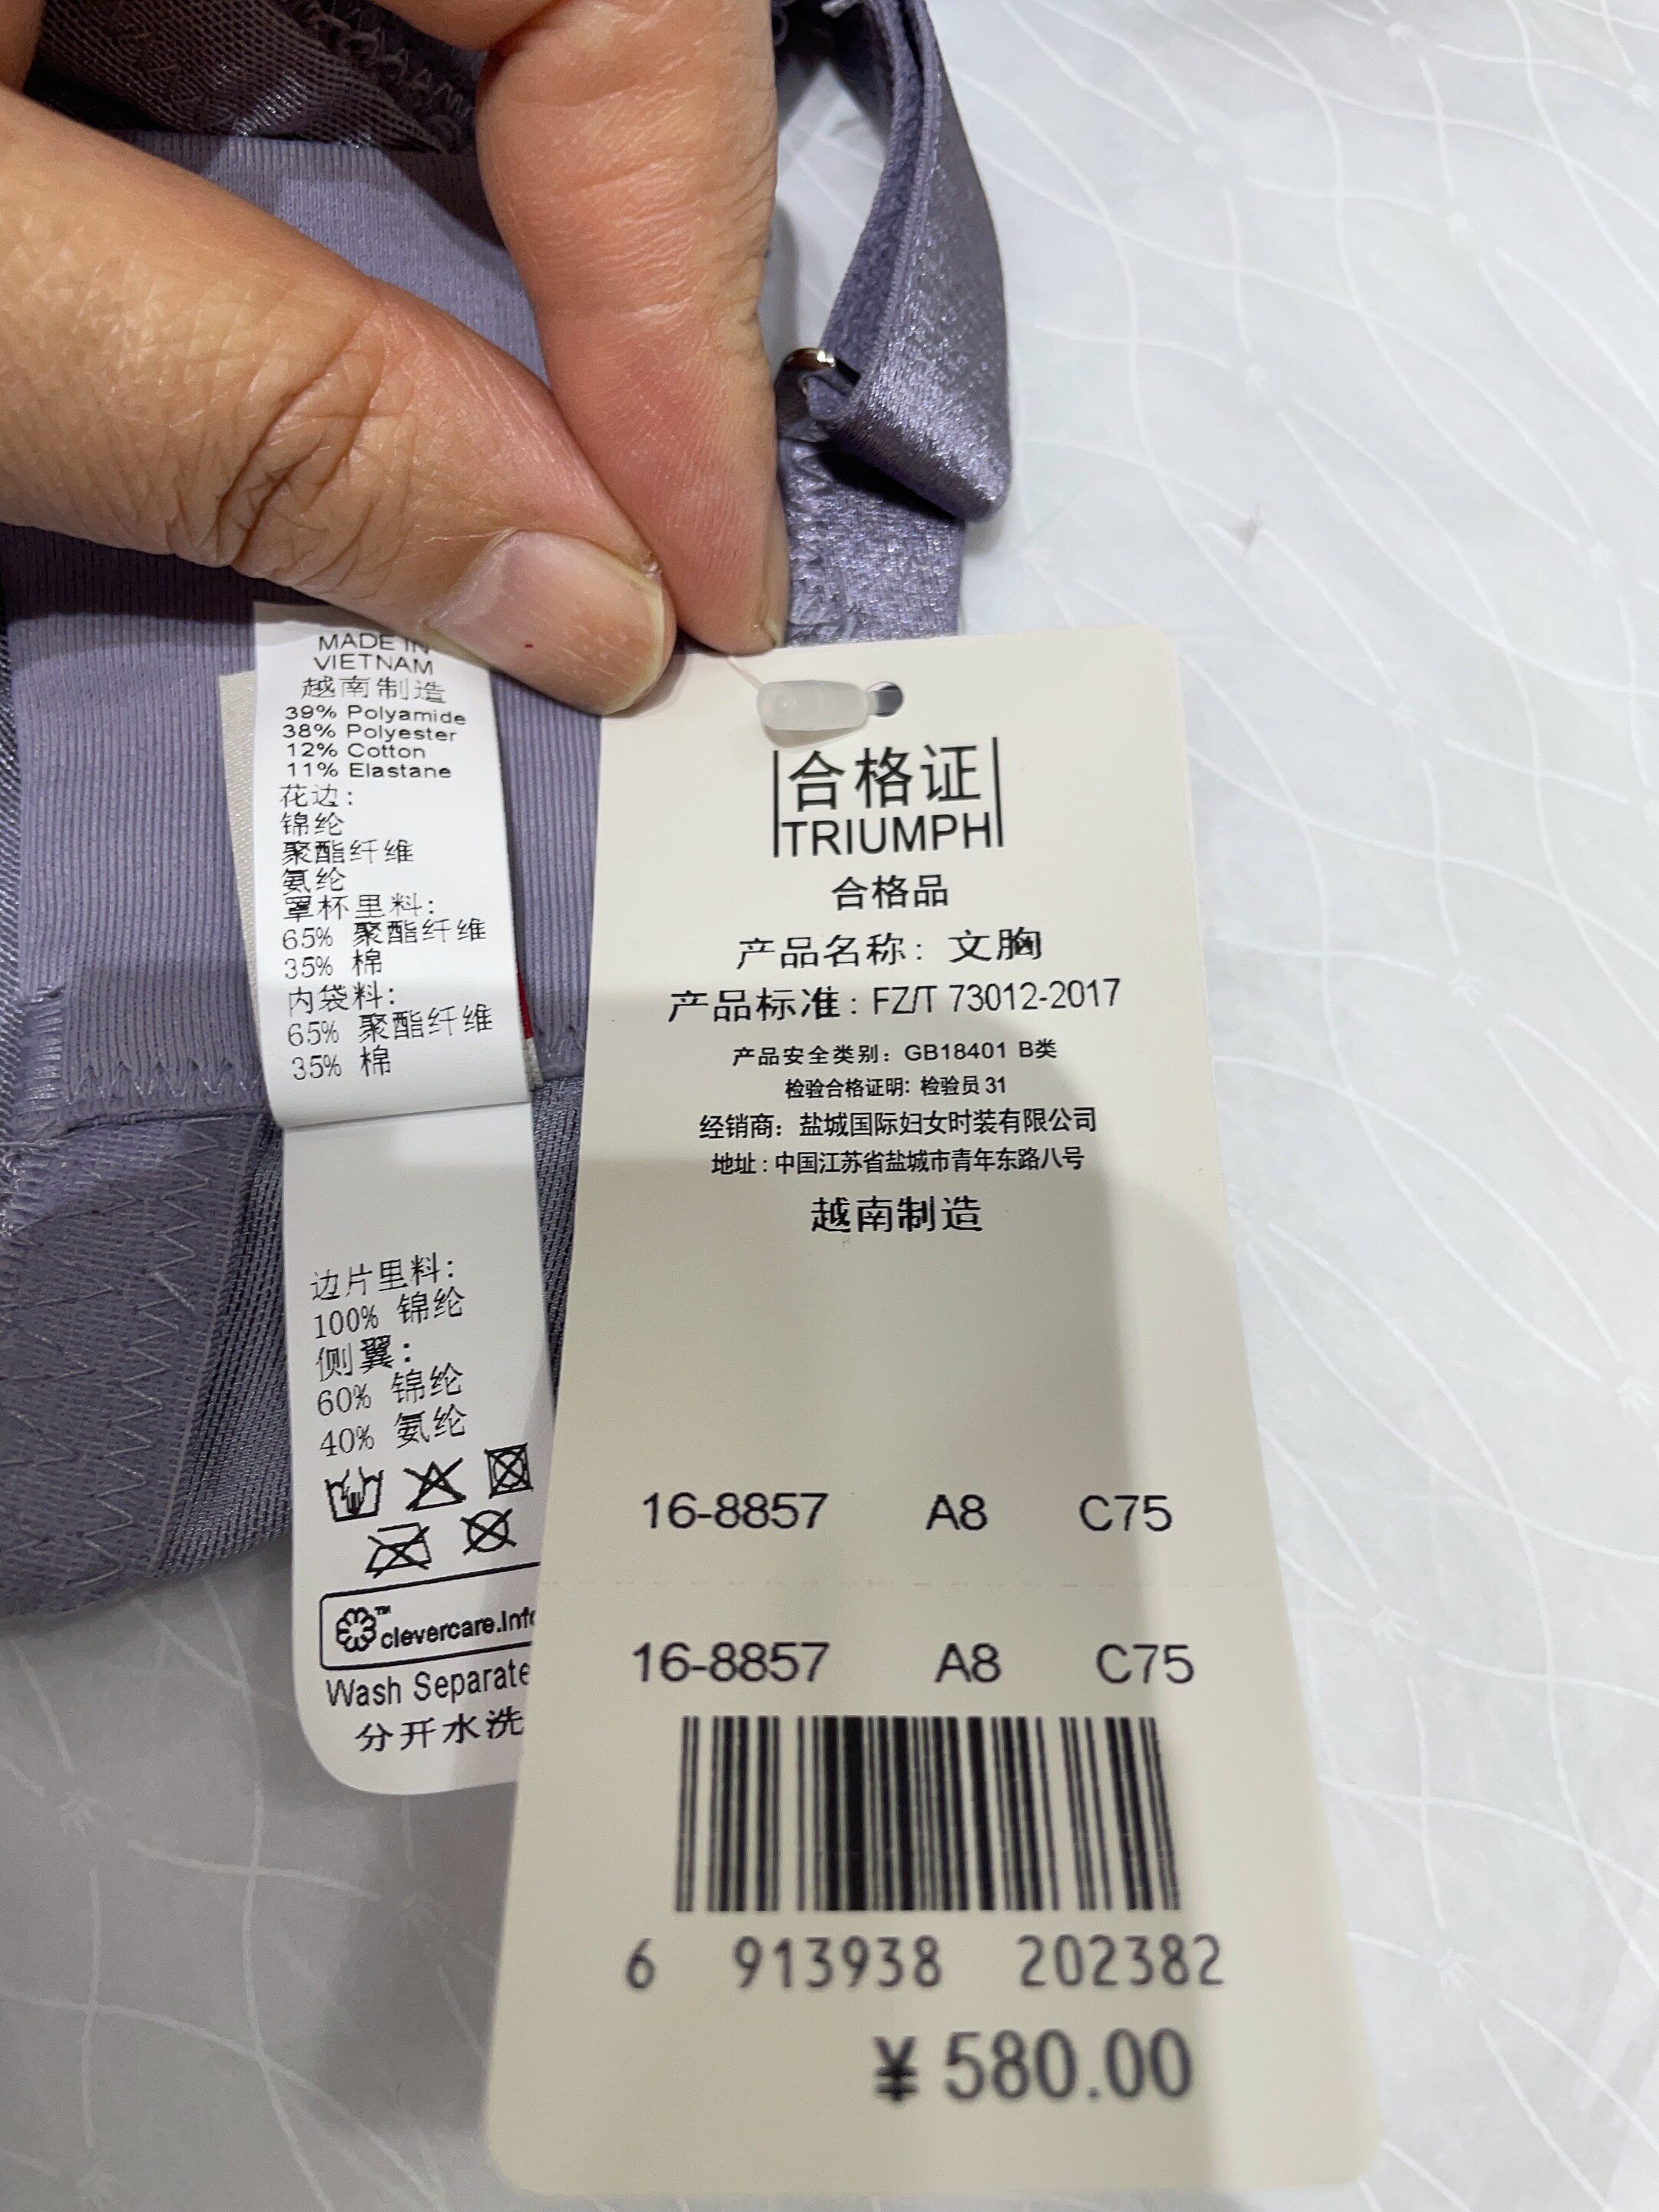 MADE IN
VIETNAM
越南制造
39% Polyamide
38% Polyester
12% Cotton
11% Elastane
花边:
锦纶
聚酯纤维
氨纶
罩杯里料:
65% 聚酯纤维
35% 棉
内袋料:
65% 聚酯纤维
35% 棉
边片里料:
100% 锦纶
侧翼:
60% 锦纶
40% 氨纶
clevercare.info
Wash Separate
分开水洗
合格证
TRIUMPH
合格品
产品名称: 文胸
产品标准: FZ/T 73012-2017
产品安全类别: GB18401 B类
检验合格证明: 检验员 31
经销商: 盐城国际妇女时装有限公司
地址: 中国江苏省盐城市青年东路八号
越南制造
16-8857 A8 C75
16-8857 A8 C75
6 913938 202382
¥ 580.00